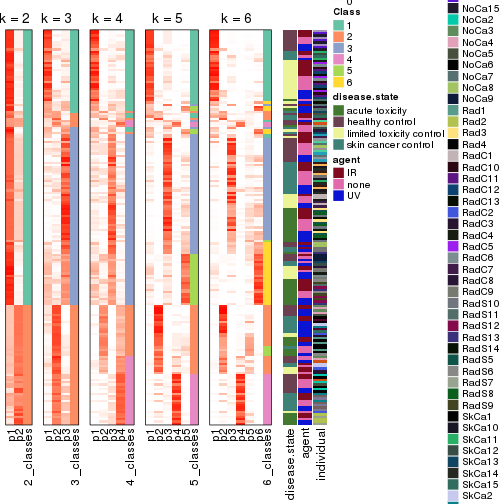 k = 2
k = 3
k = 4
k = 5
k = 6
p1
p2
2_classes
p1
p2
p3
3_classes
p1
p2
p3
p4
4_classes
p1
p2
p3
p4
p5
5_classes
p1
p2
p3
p4
p5
p6
6_classes
disease.state
agent
individual
Class
1
2
3
4
5
6
disease.state
acute toxicity
healthy control
limited toxicity control
skin cancer control
agent
IR
none
UV
NoCa15
NoCa2
NoCa3
NoCa4
NoCa5
NoCa6
NoCa7
NoCa8
NoCa9
Rad1
Rad2
Rad3
Rad4
RadC1
RadC10
RadC11
RadC12
RadC13
RadC2
RadC3
RadC4
RadC5
RadC6
RadC7
RadC8
RadC9
RadS10
RadS11
RadS12
RadS13
RadS14
RadS5
RadS6
RadS7
RadS8
RadS9
SkCa1
SkCa10
SkCa11
SkCa12
SkCa13
SkCa14
SkCa15
SkCa2